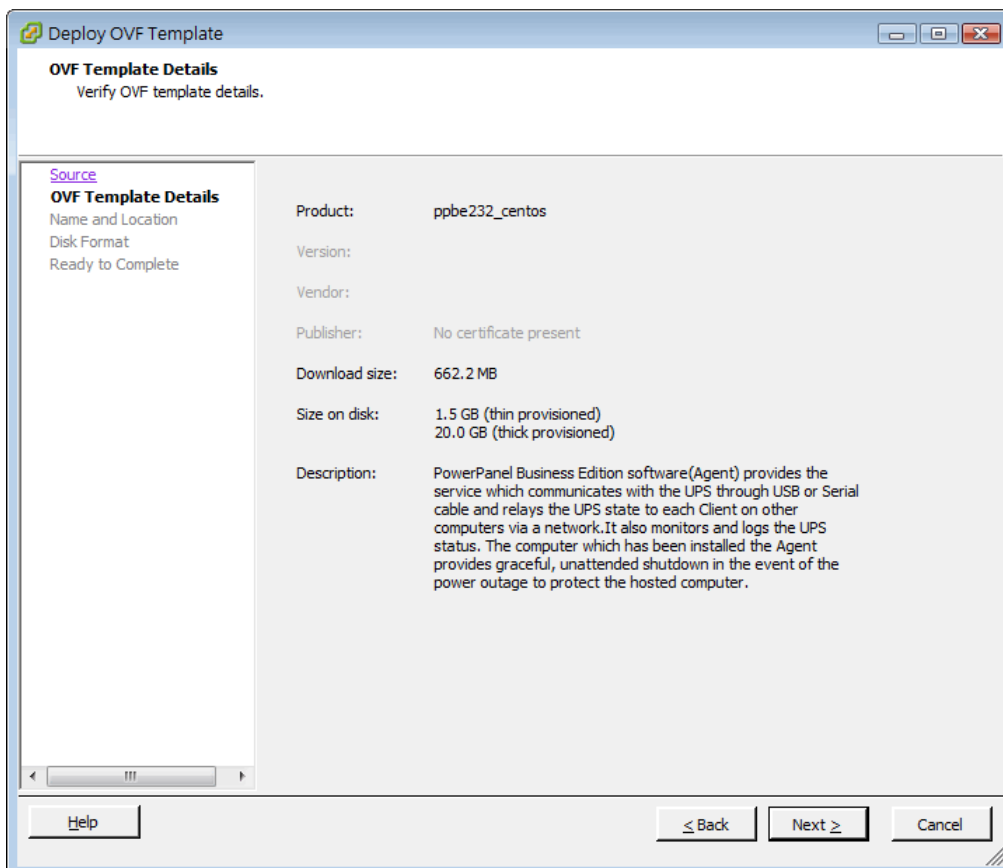 Deploy OVF Template
OVF Template Details
Verify OVF template details.
Source
OVF Template Details
Name and Location
Disk Format
Ready to Complete
Product: ppbe232_centos
Version:
Vendor:
Publisher: No certificate present
Download size: 662.2 MB
Size on disk: 1.5 GB (thin provisioned)
20.0 GB (thick provisioned)
Description: PowerPanel Business Edition software(Agent) provides the
service which communicates with the UPS through USB or Serial
cable and relays the UPS state to each Client on other
computers via a network.It also monitors and logs the UPS
status. The computer which has been installed the Agent
provides graceful, unattended shutdown in the event of the
power outage to protect the hosted computer.
Help
< Back
Next >
Cancel